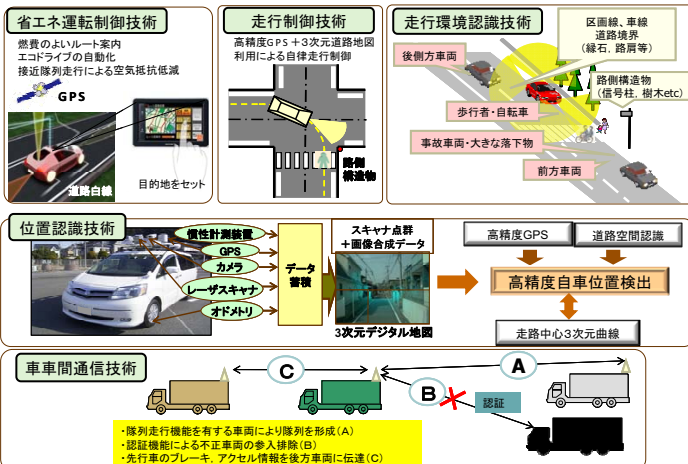 省エネ運転制御技術
燃費のよいルート案内
エコドライブの自動化
接近隊列走行による空気抵抗低減
GPS
道路白線
目的地をセット
走行制御技術
高精度GPS+3次元道路地図
利用による自律走行制御
路側
構造物
走行環境認識技術
区画線、車線
道路境界
(縁石、路肩等)
後側方車両
路側構造物
(信号柱，樹木etc)
歩行者・自転車
事故車両・大きな落下物
前方車両
位置認識技術
慣性計測装置
GPS
カメラ
レーザスキャナ
オドメトリ
データ
蓄積
スキャナ点群
+画像合成データ
3次元デジタル地図
高精度GPS
道路空間認識
高精度自車位置検出
走路中心3次元曲線
車車間通信技術
C
A
B
認証
・隊列走行機能を有する車両により隊列を形成(A)
・認証機能による不正車両の参入排除(B)
・先行車のブレーキ，アクセル情報を後方車両に伝達(C)